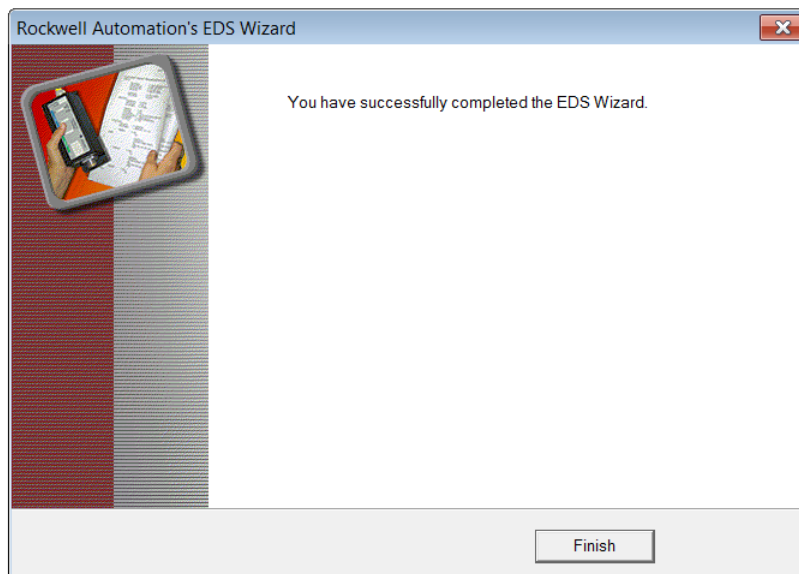 Rockwell Automation's EDS Wizard
You have successfully completed the EDS Wizard.
Finish